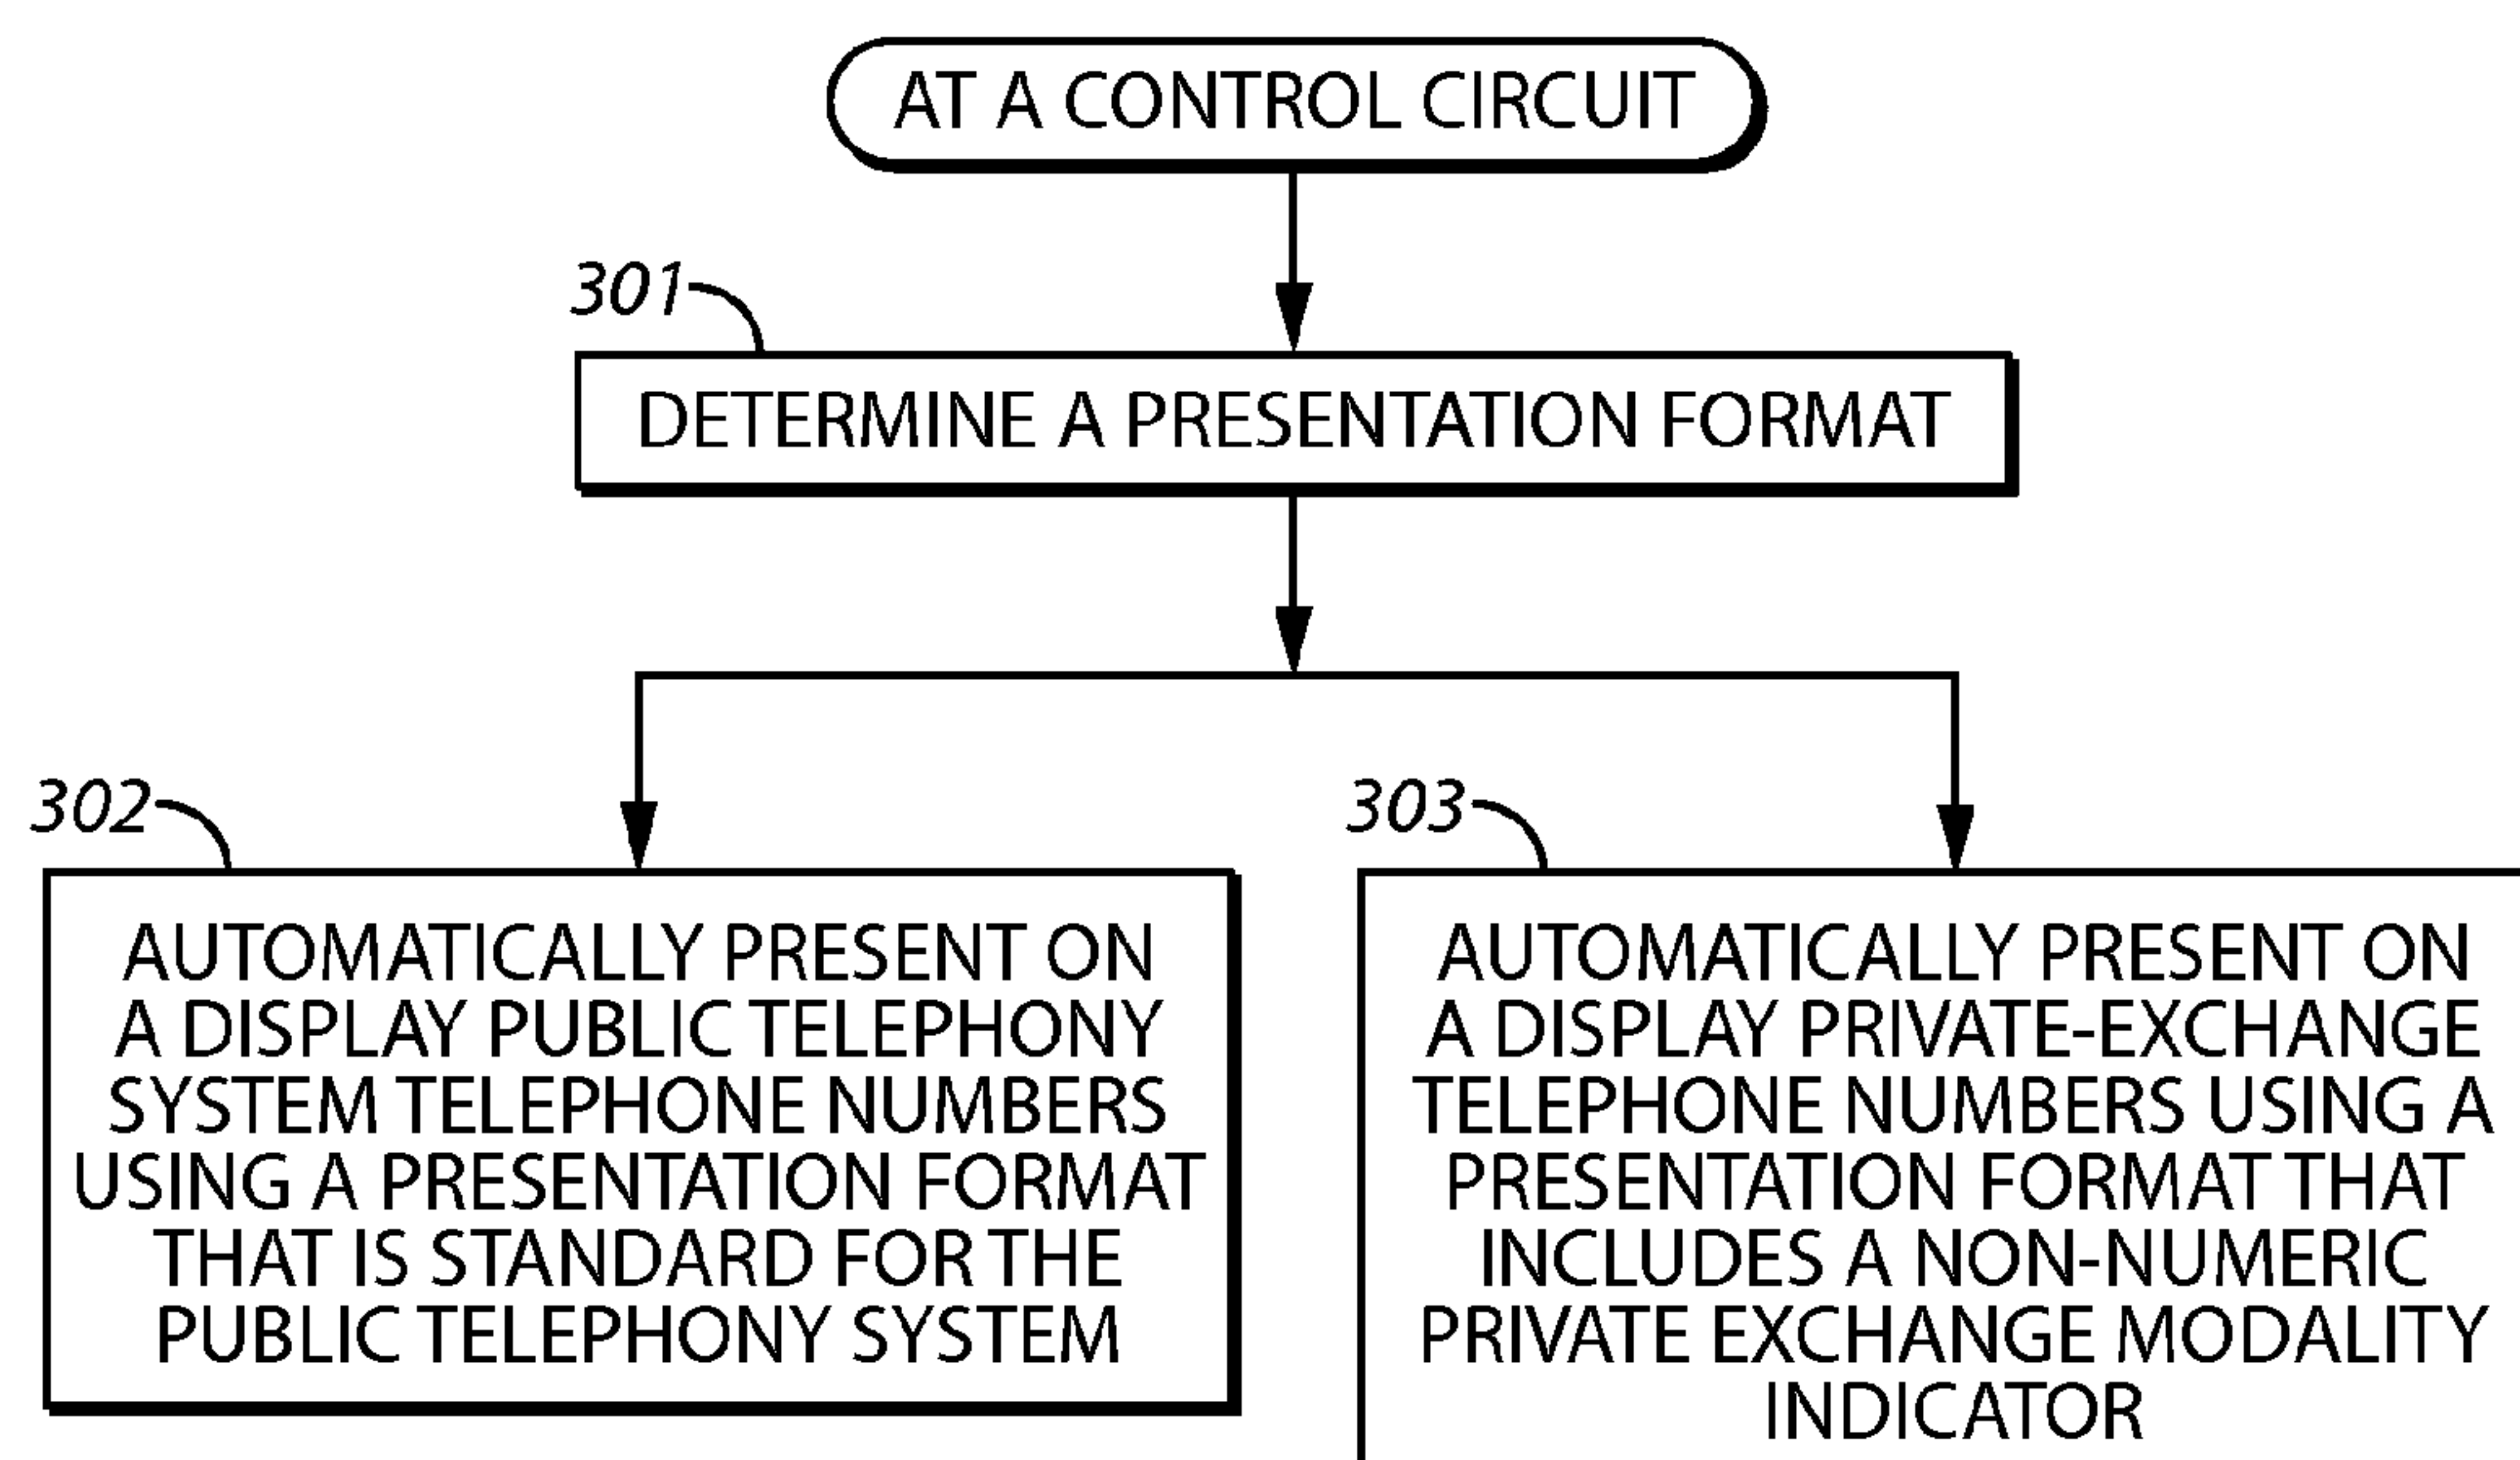 AT A CONTROL CIRCUIT
301
DETERMINE A PRESENTATION FORMAT
302
AUTOMATICALLY PRESENT ON
A DISPLAY PUBLIC TELEPHONY
SYSTEM TELEPHONE NUMBERS
USING A PRESENTATION FORMAT
THAT IS STANDARD FOR THE
PUBLIC TELEPHONY SYSTEM
303
AUTOMATICALLY PRESENT ON
A DISPLAY PRIVATE-EXCHANGE
TELEPHONE NUMBERS USING A
PRESENTATION FORMAT THAT
INCLUDES A NON-NUMERIC
PRIVATE EXCHANGE MODALITY
INDICATOR